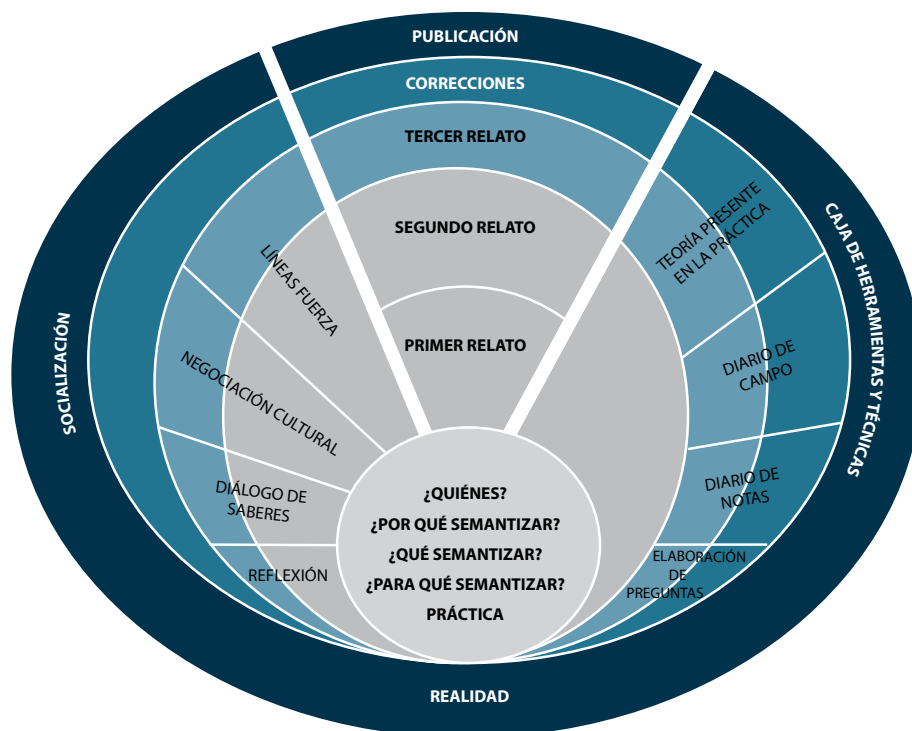 PUBLICACIÓN
CORRECCIONES
TERCER RELATO
SEGUNDO RELATO
PRIMER RELATO
SOCIALIZACIÓN
LÍNEAS FUERZA
NEGOCIACIÓN CULTURAL
DIÁLOGO DE
SABERES
REFLEXIÓN
¿QUIÉNES?
¿POR QUÉ SEMANTIZAR?
¿QUÉ SEMANTIZAR?
¿PARA QUÉ SEMANTIZAR?
PRÁCTICA
TEORÍA PRESENTE
EN LA PRÁCTICA
DIARIO DE
CAMPO
DIARIO DE
NOTAS
ELABORACIÓN
DE
PREGUNTAS
CAJA DE HERRAMIENTAS Y TÉCNICAS
REALIDAD